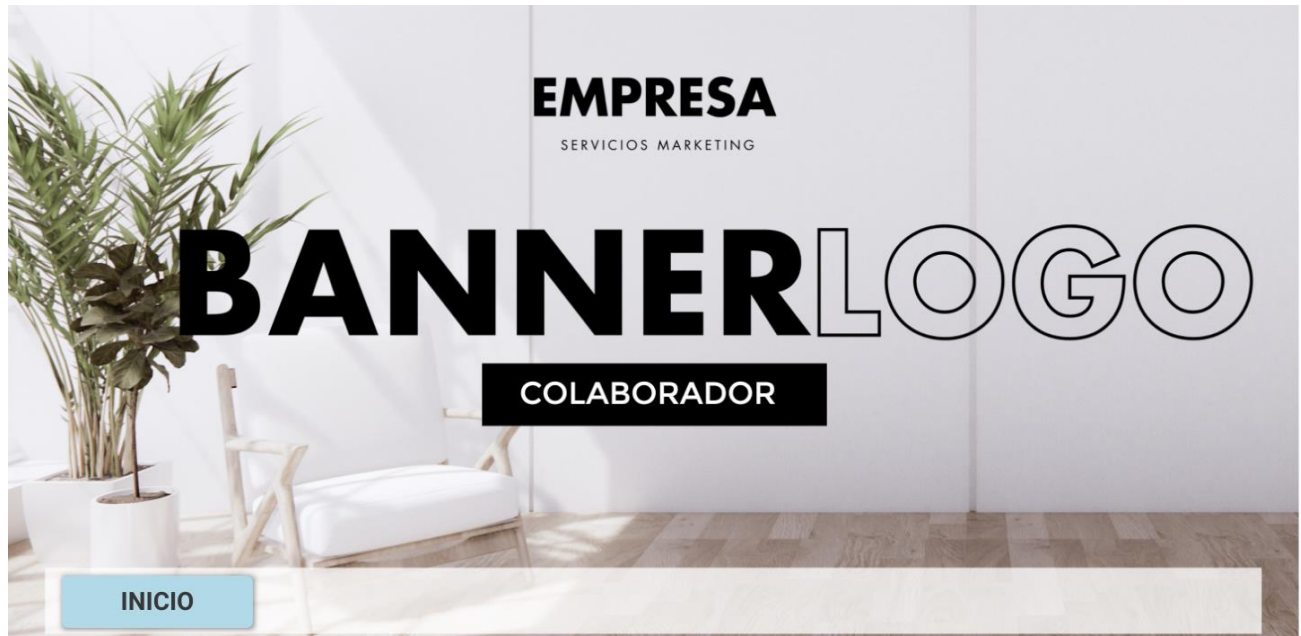 EMPRESA
SERVICIOS MARKETING
BANNERLOGO
COLABORADOR
INICIO